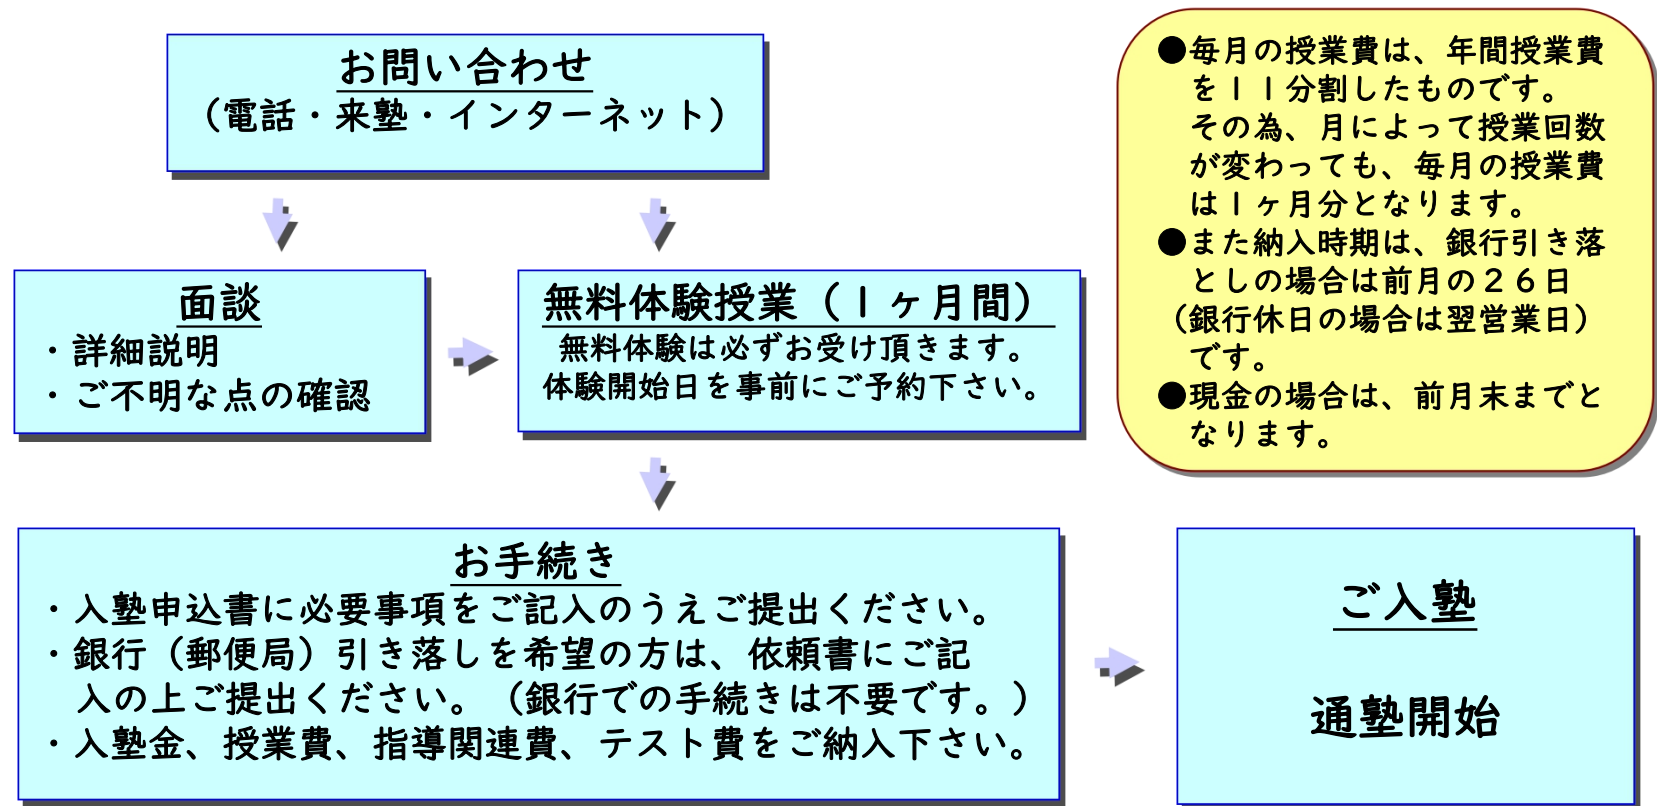 お問い合わせ
（電話・来塾・インターネット）
面談
・詳細説明
・ご不明な点の確認
無料体験授業（１ヶ月間）
無料体験は必ずお受け頂きます。
体験開始日を事前にご予約下さい。
●毎月の授業費は、年間授業費
を１１分割したものです。
その為、月によって授業回数
が変わっても、毎月の授業費
は１ヶ月分となります。
●また納入時期は、銀行引き落
としの場合は前月の２６日
（銀行休日の場合は翌営業日）
です。
●現金の場合は、前月末までと
なります。
お手続き
・入塾申込書に必要事項をご記入のうえご提出ください。
・銀行（郵便局）引き落しを希望の方は、依頼書にご記
入の上ご提出ください。（銀行での手続きは不要です。）
・入塾金、授業費、指導関連費、テスト費をご納入下さい。
ご入塾
通塾開始